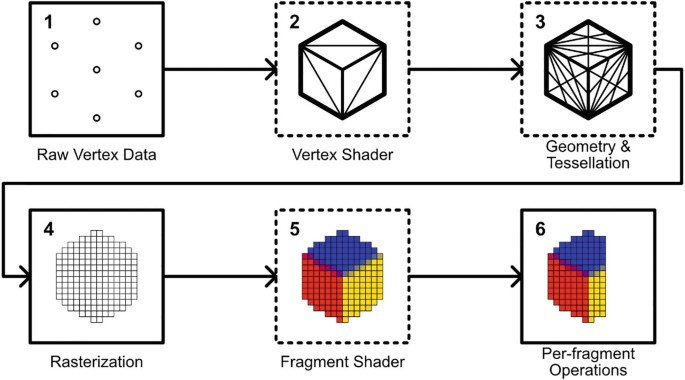 1
Raw Vertex Data
2
Vertex Shader
3
Geometry &
Tessellation
4
Rasterization
5
Fragment Shader
6
Per-fragment
Operations